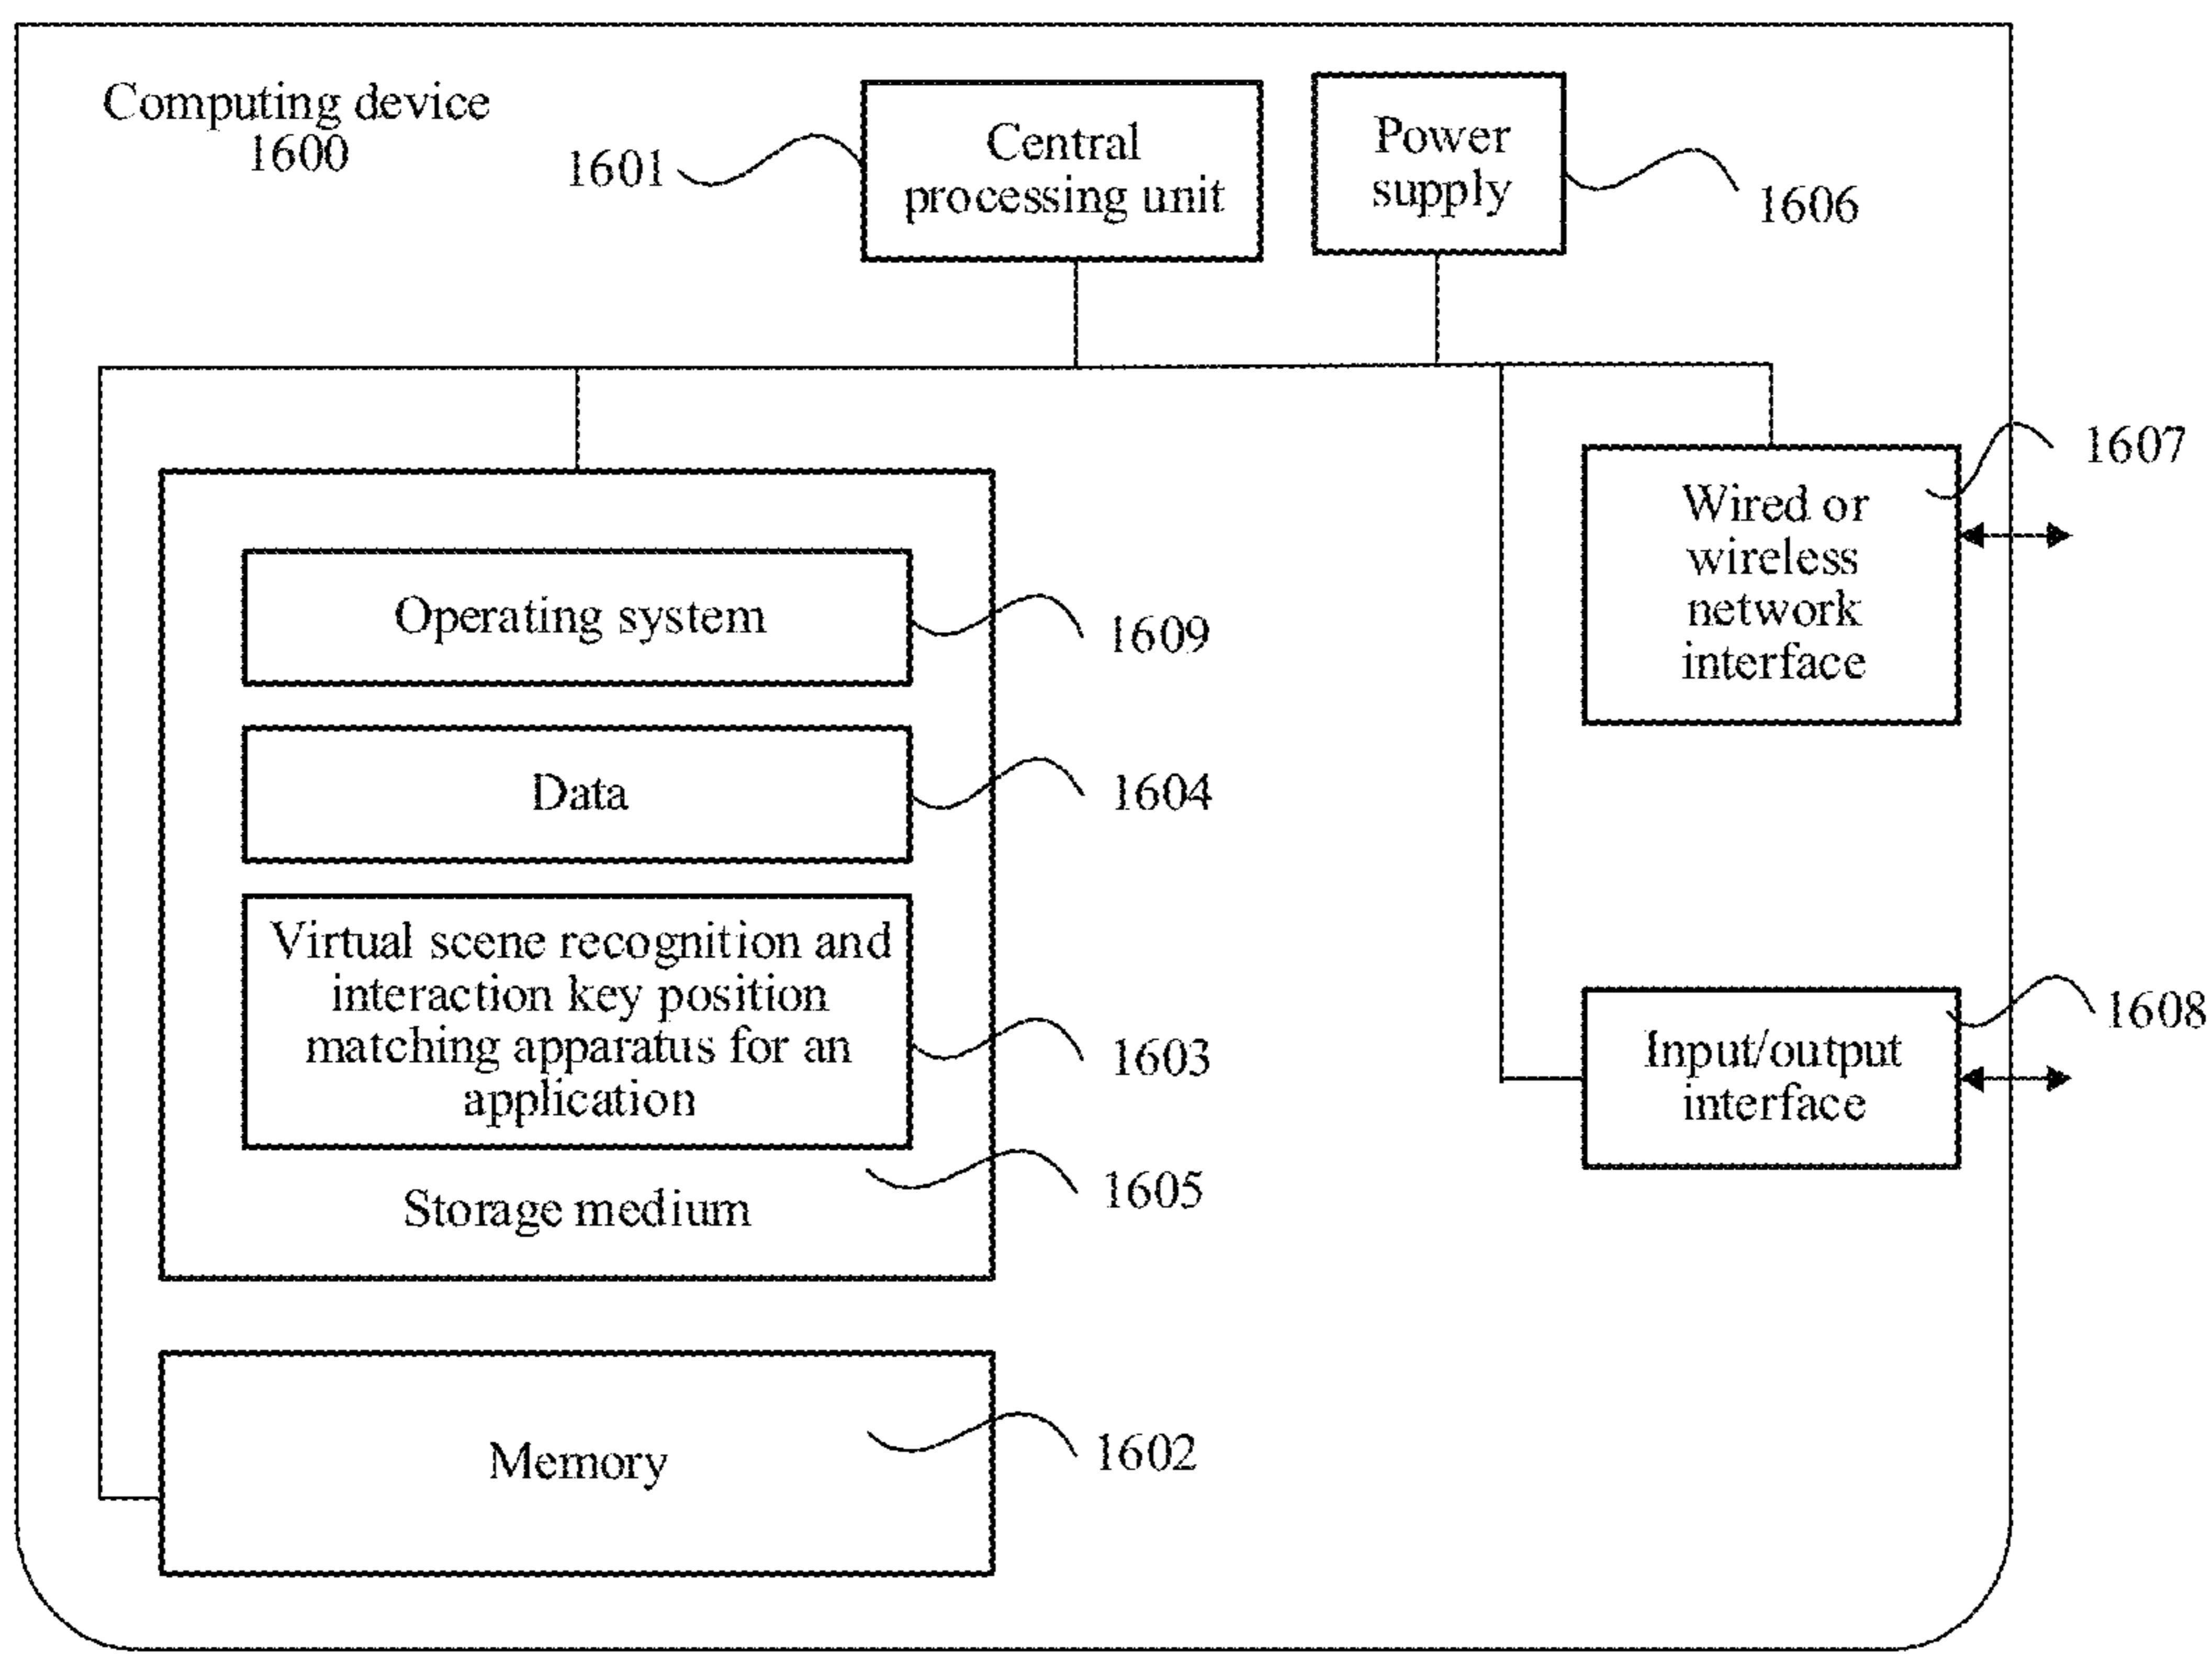 Computing device
1600
1601
Central
processing unit
Power
supply
1606
1607
Wired or
wireless
network
interface
Operating system
1609
Data
1604
Virtual scene recognition and
interaction key position
matching apparatus for an
application
1603
Storage medium
1605
1608
Input/output
interface
Memory
1602